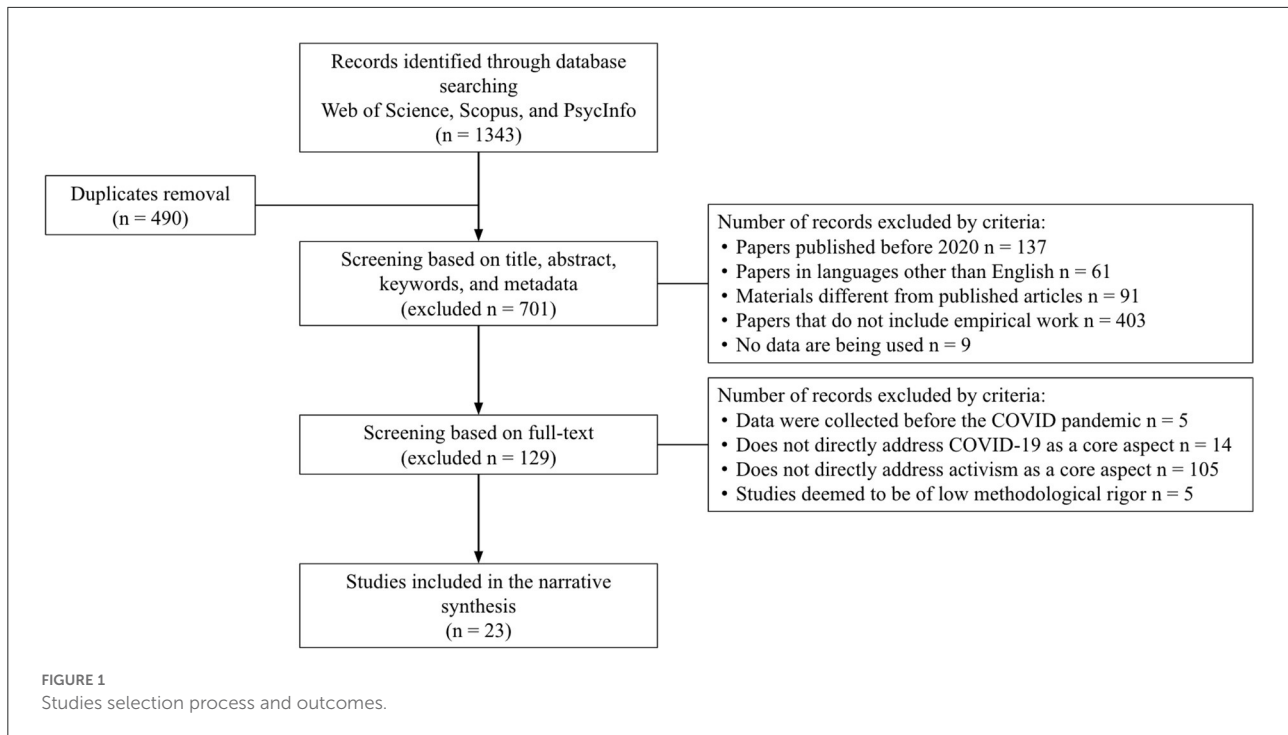 Records identified through database
searching
Web of Science, Scopus, and PsycInfo
(n = 1343)
Duplicates removal
(n = 490)
Screening based on title, abstract,
keywords, and metadata
(excluded n = 701)
Number of records excluded by criteria:
• Papers published before 2020 n = 137
• Papers in languages other than English n = 61
• Materials different from published articles n = 91
• Papers that do not include empirical work n = 403
• No data are being used n = 9
Screening based on full-text
(excluded n = 129)
Number of records excluded by criteria:
• Data were collected before the COVID pandemic n = 5
• Does not directly address COVID-19 as a core aspect n = 14
• Does not directly address activism as a core aspect n = 105
• Studies deemed to be of low methodological rigor n = 5
Studies included in the narrative
synthesis
(n = 23)
FIGURE 1
Studies selection process and outcomes.